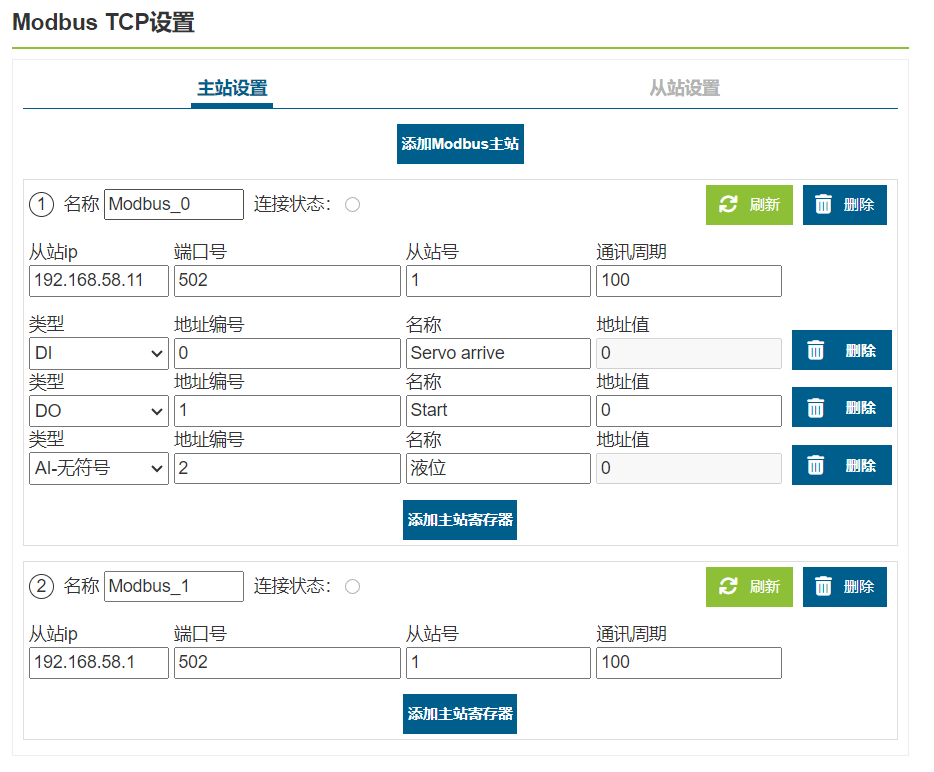 Modbus TCP设置
主站设置 从站设置
添加Modbus主站
1 名称 Modbus_0 连接状态: 刷新 删除
从站ip 端口号 从站号 通讯周期
192.168.58.11 502 1 100
类型 地址编号 名称 地址值
DI 0 Servo arrive 0 删除
类型 地址编号 名称 地址值
DO 1 Start 0 删除
类型 地址编号 名称 地址值
AI-无符号 2 液位 0 删除
添加主站寄存器
2 名称 Modbus_1 连接状态: 刷新 删除
从站ip 端口号 从站号 通讯周期
192.168.58.1 502 1 100
添加主站寄存器